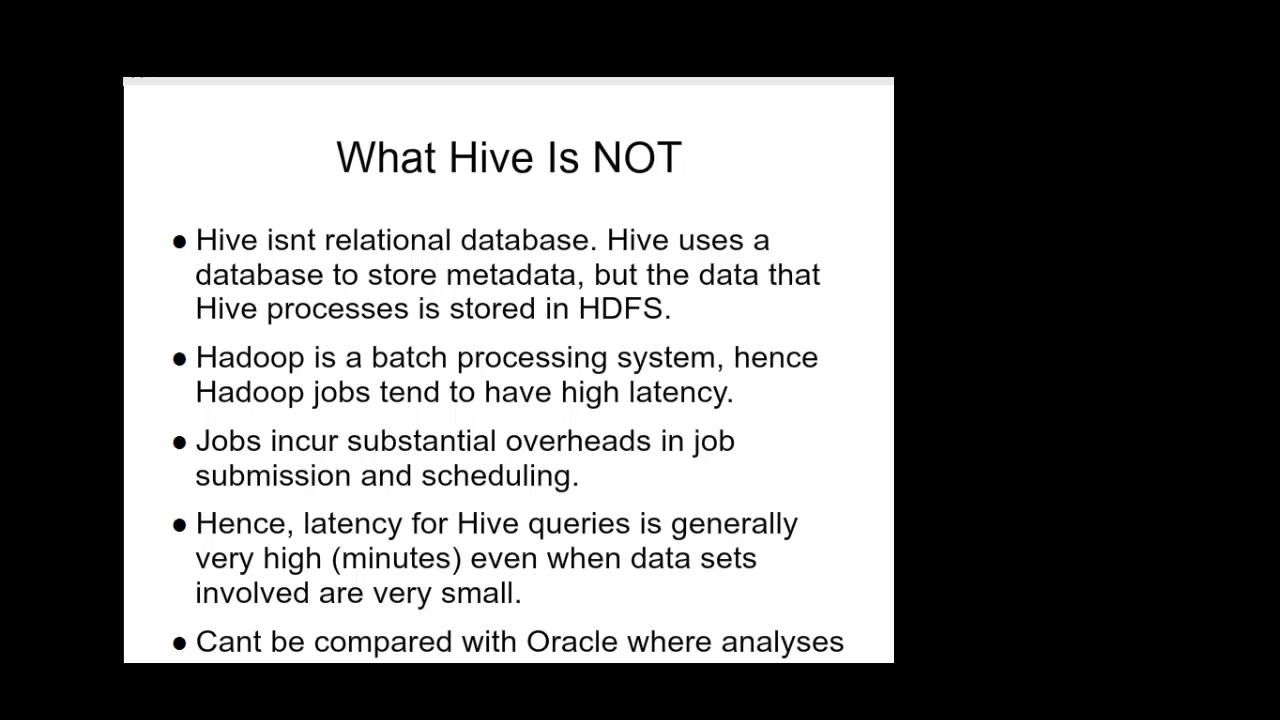 What Hive Is NOT
● Hive isnt relational database. Hive uses a
database to store metadata, but the data that
Hive processes is stored in HDFS.
● Hadoop is a batch processing system, hence
Hadoop jobs tend to have high latency.
● Jobs incur substantial overheads in job
submission and scheduling.
● Hence, latency for Hive queries is generally
very high (minutes) even when data sets
involved are very small.
● Cant be compared with Oracle where analyses